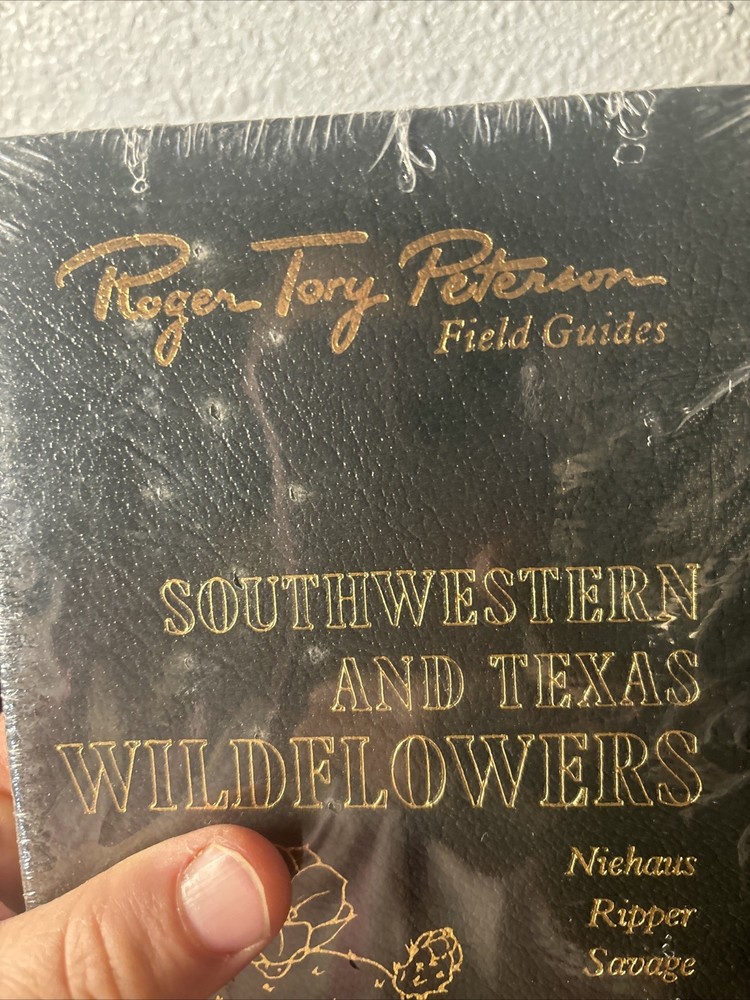 Roger Tory Peterson
Field Guides
SOUTHWESTERN
AND TEXAS
WILDFLOWERS
Niehaus
Ripper
Savage